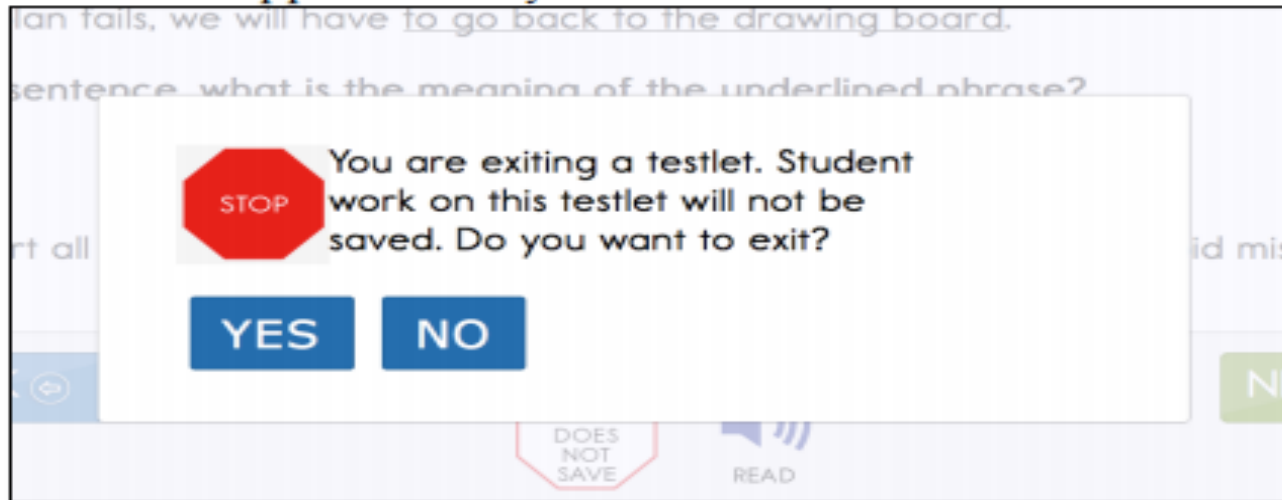 lan fails, we will have to go back to the drawing board.
sentence, what is the meaning of the underlined phrase?
You are exiting a testlet. Student
STOP work on this testlet will not be
saved. Do you want to exit?
rt all id mis
YES NO
DOES
NOT
SAVE
READ